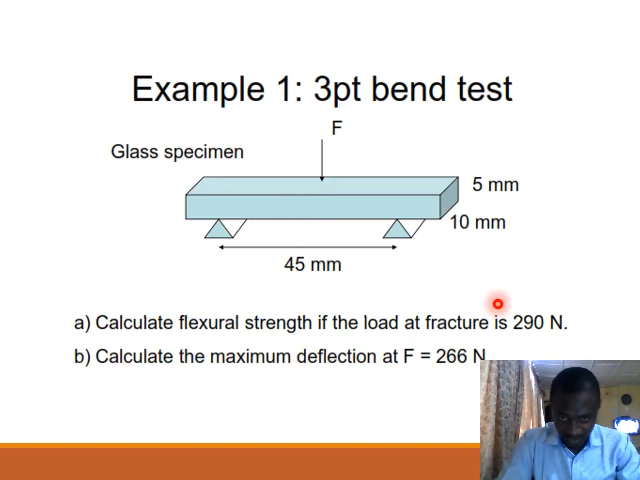 Example 1: 3pt bend test
F
Glass specimen
5 mm
10 mm
45 mm
a) Calculate flexural strength if the load at fracture is 290 N.
b) Calculate the maximum deflection at F = 266 N